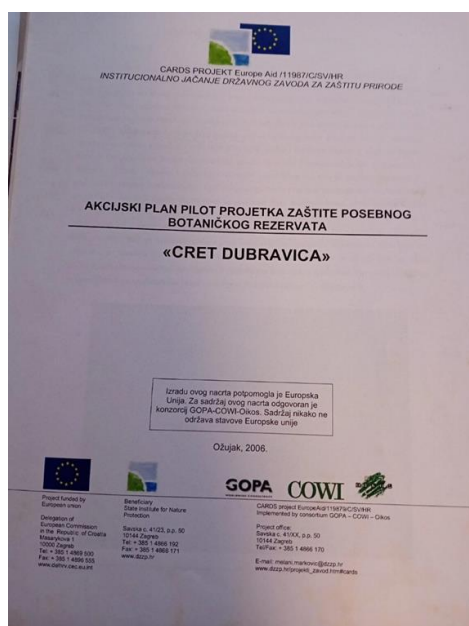 CARDS PROJEKT Europe Aid /11987/C/SV/HR
INSTITUCIONALNO JAČANJE DRŽAVNOG ZAVODA ZA ZAŠTITU PRIRODE
AKCIJSKI PLAN PILOT PROJETKA ZAŠTITE POSEBNOG
BOTANIČKOG REZERVATA
«CRET DUBRAVICA»
Izradu ovog nacrta potpomogla je Europska
Unija. Za sadržaj ovog nacrta odgovoran je
konzorcij GOPA-COWI-Oikos. Sadržaj nikako ne
održava stavove Europske unije
Ožujak, 2006.
GOPA
COWI
Project funded by
European union
Delegation of
European Commission
in the Republic of Croatia
Masarykova 1
10000 Zagreb
Tel: + 385 1 4869 500
Fax: + 385 1 4896 555
Beneficiary
State Institute for Nature
Protection
Savska c. 41/23, p.p. 50
10144 Zagreb
Tel: + 385 1 4866 192
Fax: + 385 1 4866 171
www.dzzp.hr
CARDS project EuropeAid/119879/C/SV/HR
Implemented by consortium GOPA – COWI – Oikos
Project office:
Savska c. 41/XX, p.p. 50
10144 Zagreb
Tel/Fax: + 385 1 4866 170
E-mail: melani.markovic@dzzp.hr